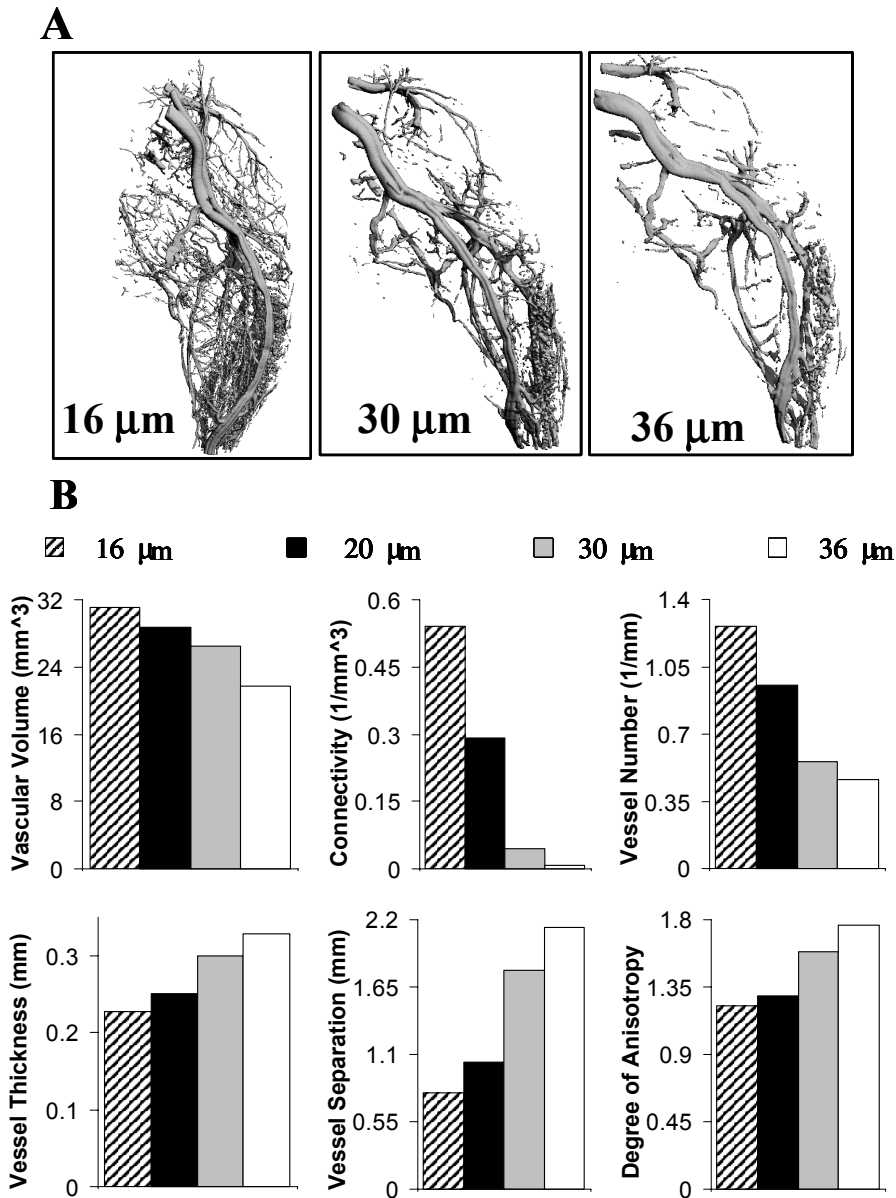 A
16 μm
30 μm
36 μm
B
16 μm 20 μm 30 μm 36 μm
Vascular Volume (mm^3)
32
24
16
8
0
Connectivity (1/mm^3)
0.6
0.45
0.3
0.15
0
Vessel Number (1/mm)
1.4
1.05
0.7
0.35
0
Vessel Thickness (mm)
0.3
0.2
0.1
0
Vessel Separation (mm)
2.2
1.65
1.1
0.55
0
Degree of Anisotropy
1.8
1.35
0.9
0.45
0